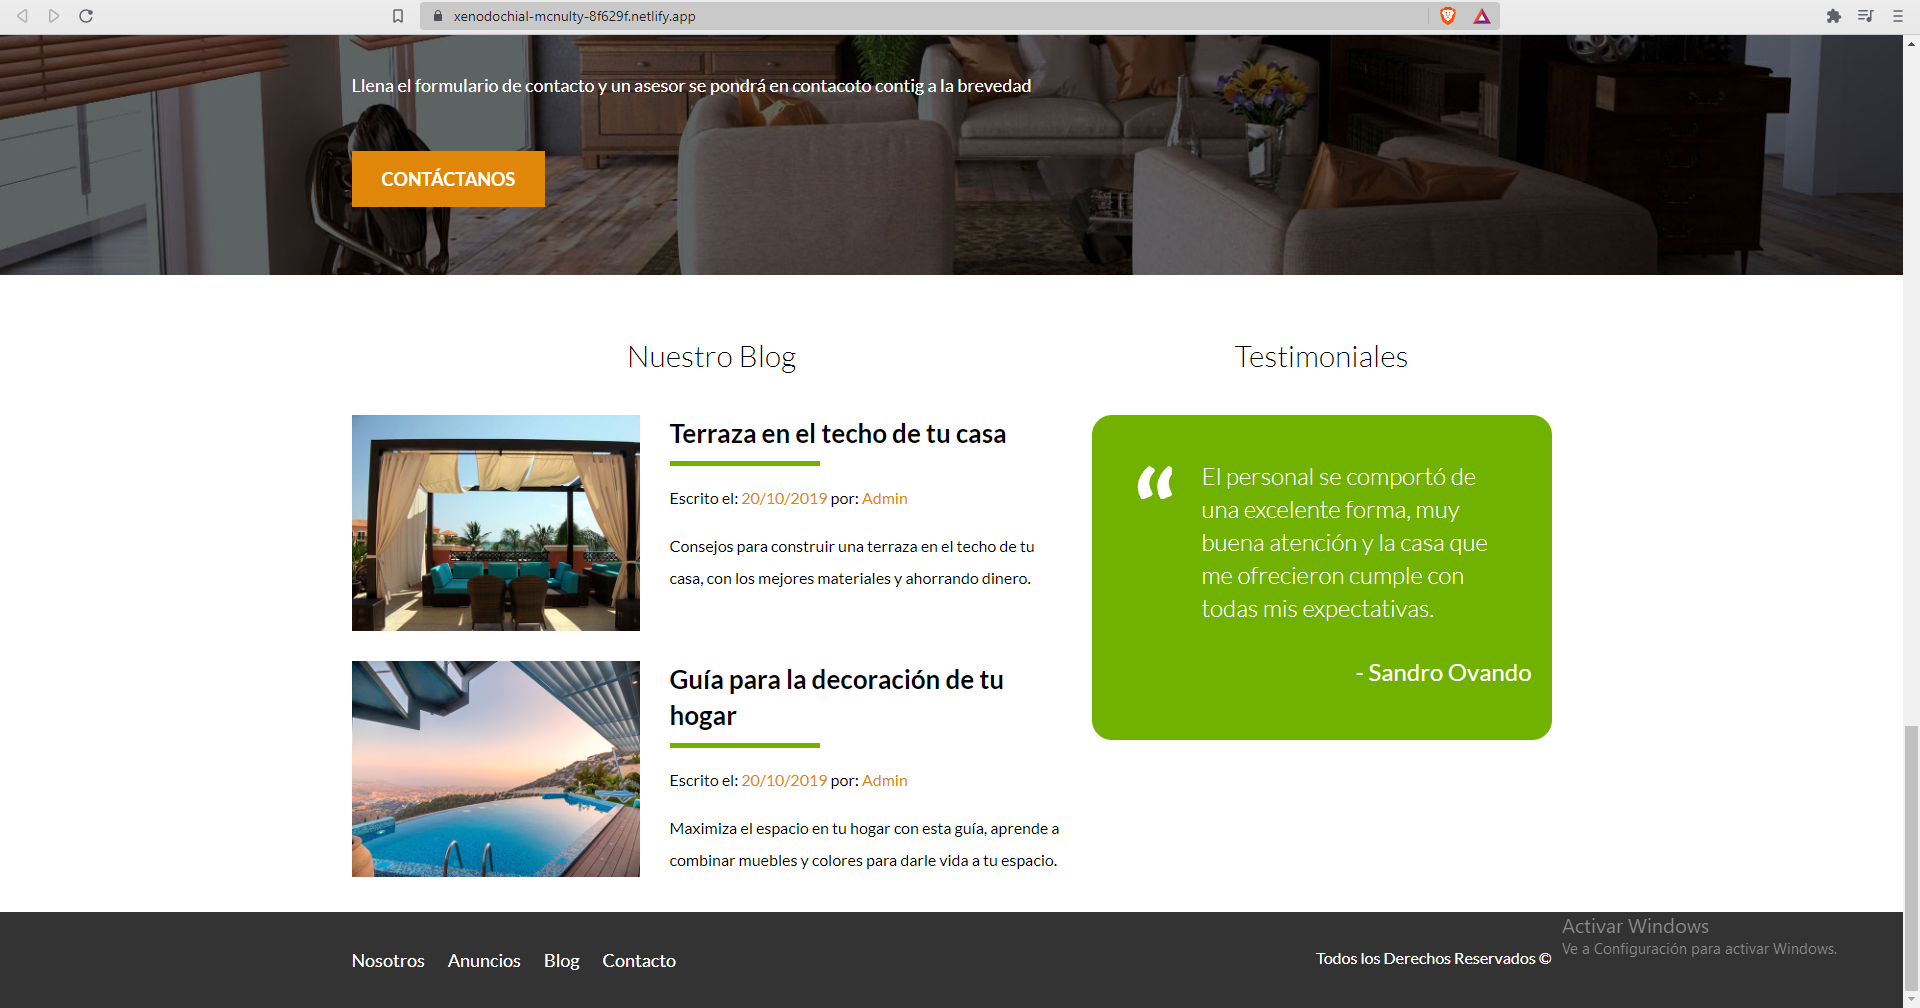 xenodochial-mcnulty-8f629f.netlify.app
Llena el formulario de contacto y un asesor se pondrá en contacoto contig a la brevedad
CONTÁCTANOS
Nuestro Blog
Terraza en el techo de tu casa
Escrito el: 20/10/2019 por: Admin
Consejos para construir una terraza en el techo de tu
casa, con los mejores materiales y ahorrando dinero.
Guía para la decoración de tu
hogar
Escrito el: 20/10/2019 por: Admin
Maximiza el espacio en tu hogar con esta guía, aprende a
combinar muebles y colores para darle vida a tu espacio.
Testimoniales
“ El personal se comportó de
una excelente forma, muy
buena atención y la casa que
me ofrecieron cumple con
todas mis expectativas.
- Sandro Ovando
Nosotros Anuncios Blog Contacto
Todos los Derechos Reservados ©
Activar Windows
Ve a Configuración para activar Windows.